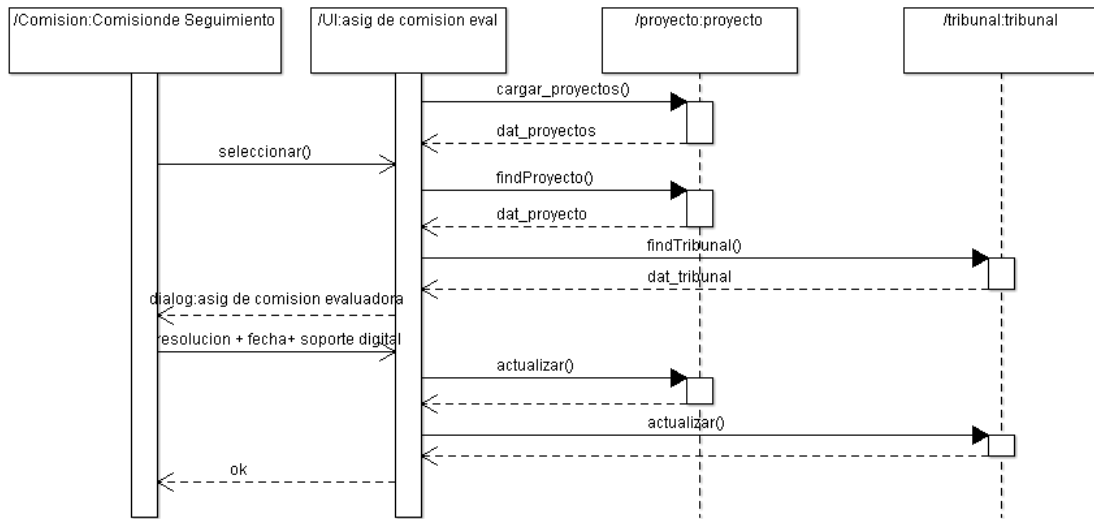 /Comision:Comisionde Seguimiento
/UI:asig de comision eval
/proyecto:proyecto
/tribunal:tribunal
cargar_proyectos()
dat_proyectos
seleccionar()
findProyecto()
dat_proyecto
findTribunal()
dat_tribunal
dialog:asig de comision evaluadora
resolucion + fecha+ soporte digital
actualizar()
actualizar()
ok